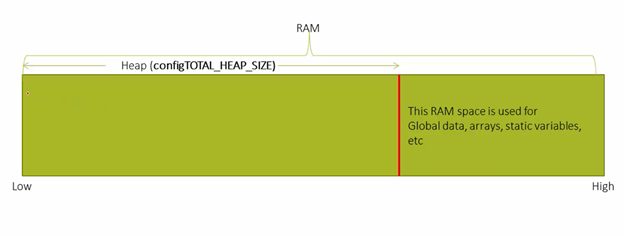 RAM
Heap (configTOTAL_HEAP_SIZE)
This RAM space is used for
Global data, arrays, static variables,
etc
Low
High